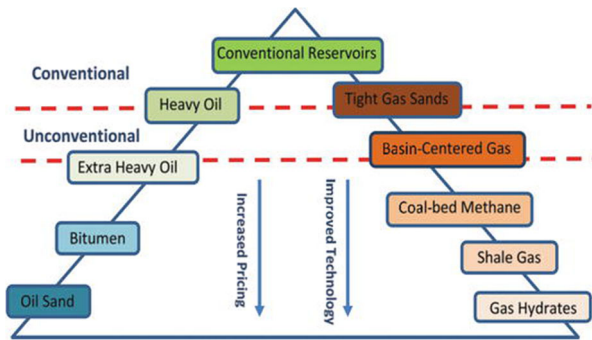 Conventional Reservoirs
Conventional
Heavy Oil
Tight Gas Sands
Unconventional
Basin-Centered Gas
Extra Heavy Oil
Increased Pricing
Improved Technology
Coal-bed Methane
Bitumen
Shale Gas
Oil Sand
Gas Hydrates